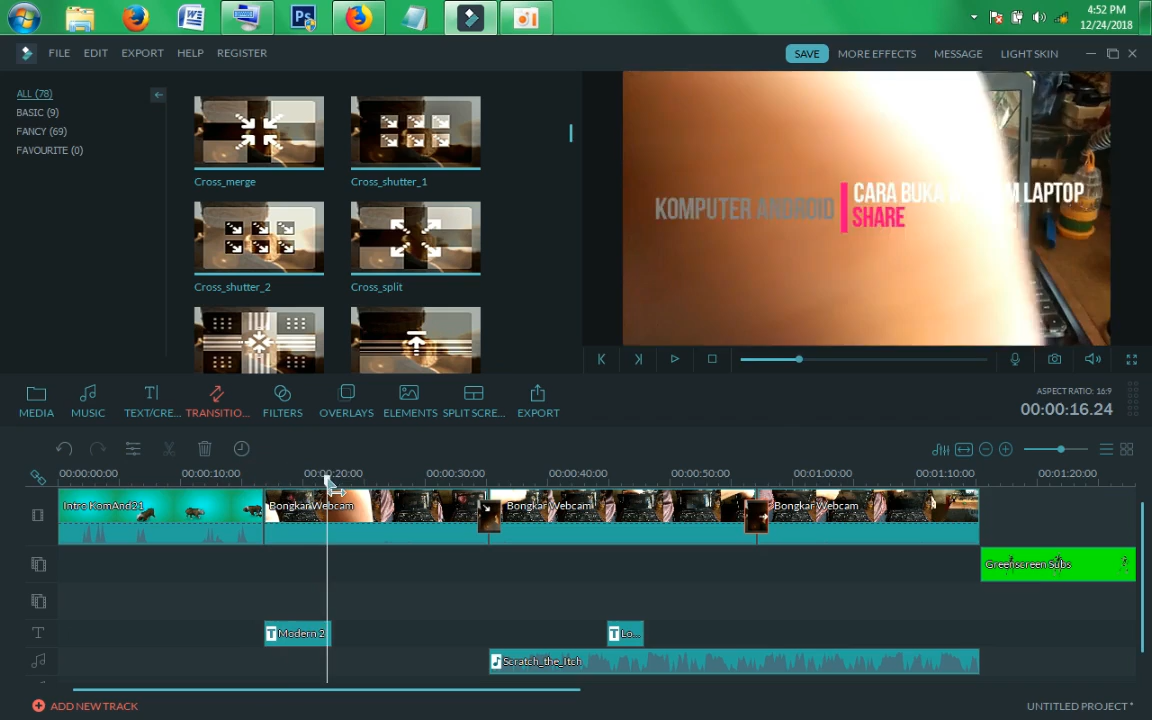 4:52 PM
12/24/2018
FILE EDIT EXPORT HELP REGISTER
SAVE MORE EFFECTS MESSAGE LIGHT SKIN
ALL (78)
BASIC (9)
FANCY (69)
FAVOURITE (0)
Cross_merge
Cross_shutter_1
Cross_shutter_2
Cross_split
KOMPUTER ANDROID
CARA BUKA LAPTOP
SHARE
MEDIA MUSIC TEXT/CRE... TRANSITIO... FILTERS OVERLAYS ELEMENTS SPLIT SCRE... EXPORT
ASPECT RATIO: 16:9
00:00:16.24
00:00:00:00 00:00:10:00 00:00:20:00 00:00:30:00 00:00:40:00 00:00:50:00 00:01:00:00 00:01:10:00 00:01:20:00
Intro KomAnd21 Bongkar Webcam Bongkar Webcam Bongkar Webcam
Greenscreen Subs
T Modern 2 T Lo...
Scratch_the_Itch
ADD NEW TRACK
UNTITLED PROJECT *